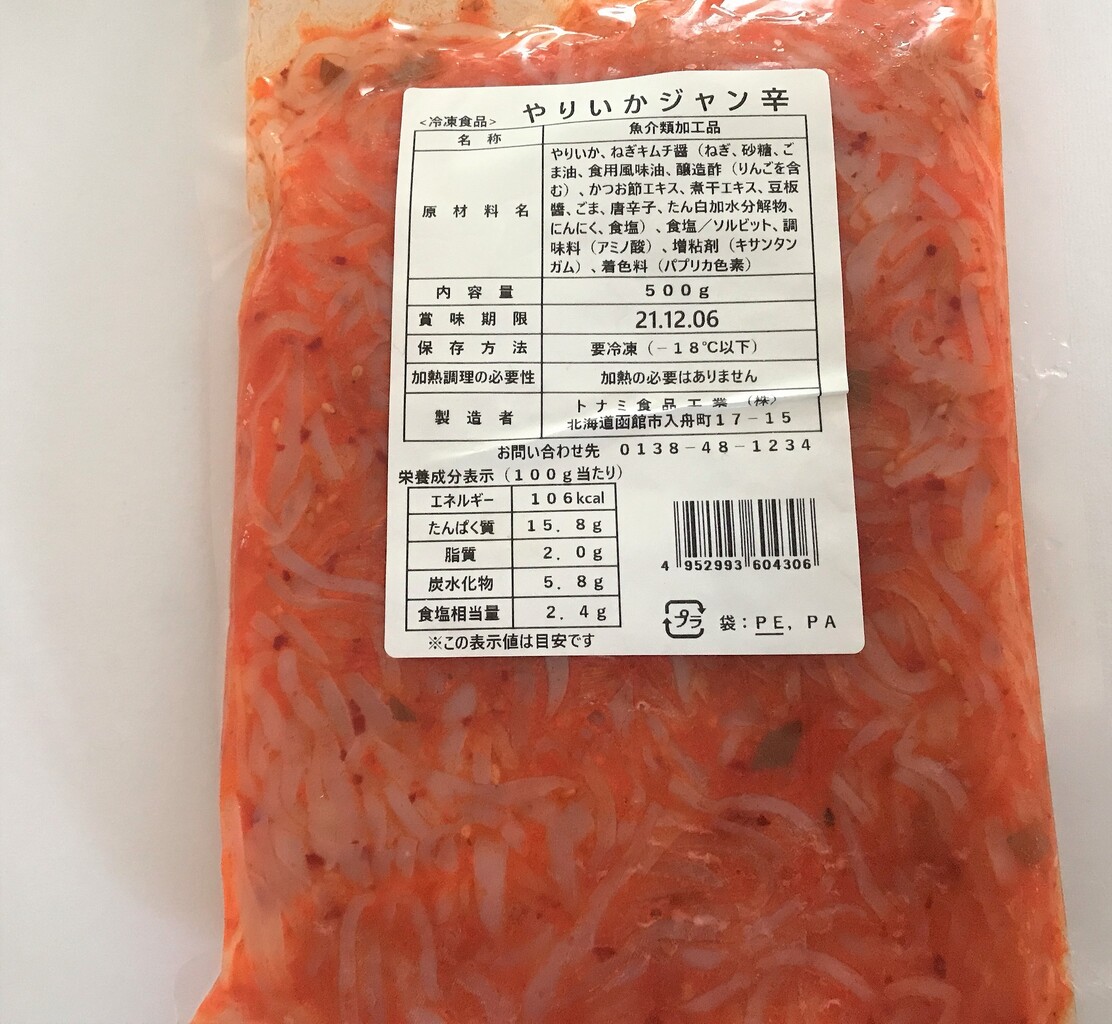 やりいかジャン辛
<冷凍食品>
名称 魚介類加工品
原材料名 やりいか、ねぎキムチ醤（ねぎ、砂糖、ご
ま油、食用風味油、醸造酢（りんごを含
む）、かつお節エキス、煮干エキス、豆板
醬、ごま、唐辛子、たん白加水分解物、
にんにく、食塩）、食塩／ソルビット、調
味料（アミノ酸）、増粘剤（キサンタン
ガム）、着色料（パプリカ色素）
内容量 500g
賞味期限 21.12.06
保存方法 要冷凍（－18℃以下）
加熱調理の必要性 加熱の必要はありません
製造者 トナミ食品工業（株）
北海道函館市入舟町17－15
お問い合わせ先 0138－48－1234
栄養成分表示（100g当たり）
エネルギー 106kcal
たんぱく質 15.8g
脂質 2.0g
炭水化物 5.8g
食塩相当量 2.4g
※この表示値は目安です
4 952993 604306
プラ 袋：PE，PA